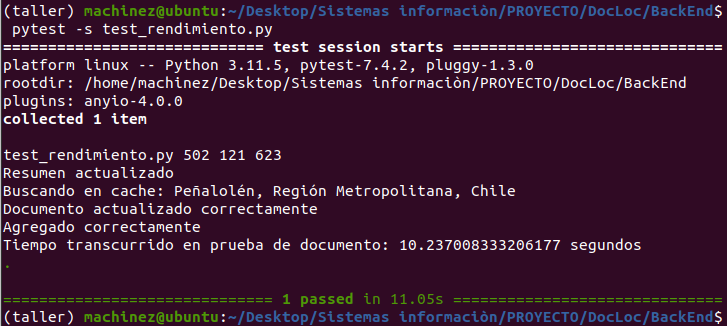 (taller) machinez@ubuntu:~/Desktop/Sistemas informaciòn/PROYECTO/DocLoc/BackEnd$
pytest -s test_rendimiento.py
============================= test session starts ==============================
platform linux -- Python 3.11.5, pytest-7.4.2, pluggy-1.3.0
rootdir: /home/machinez/Desktop/Sistemas informaciòn/PROYECTO/DocLoc/BackEnd
plugins: anyio-4.0.0
collected 1 item
test_rendimiento.py 502 121 623
Resumen actualizado
Buscando en cache: Peñalolén, Región Metropolitana, Chile
Documento actualizado correctamente
Agregado correctamente
Tiempo transcurrido en prueba de documento: 10.237008333206177 segundos
.
============================== 1 passed in 11.05s ==============================
(taller) machinez@ubuntu:~/Desktop/Sistemas informaciòn/PROYECTO/DocLoc/BackEnd$